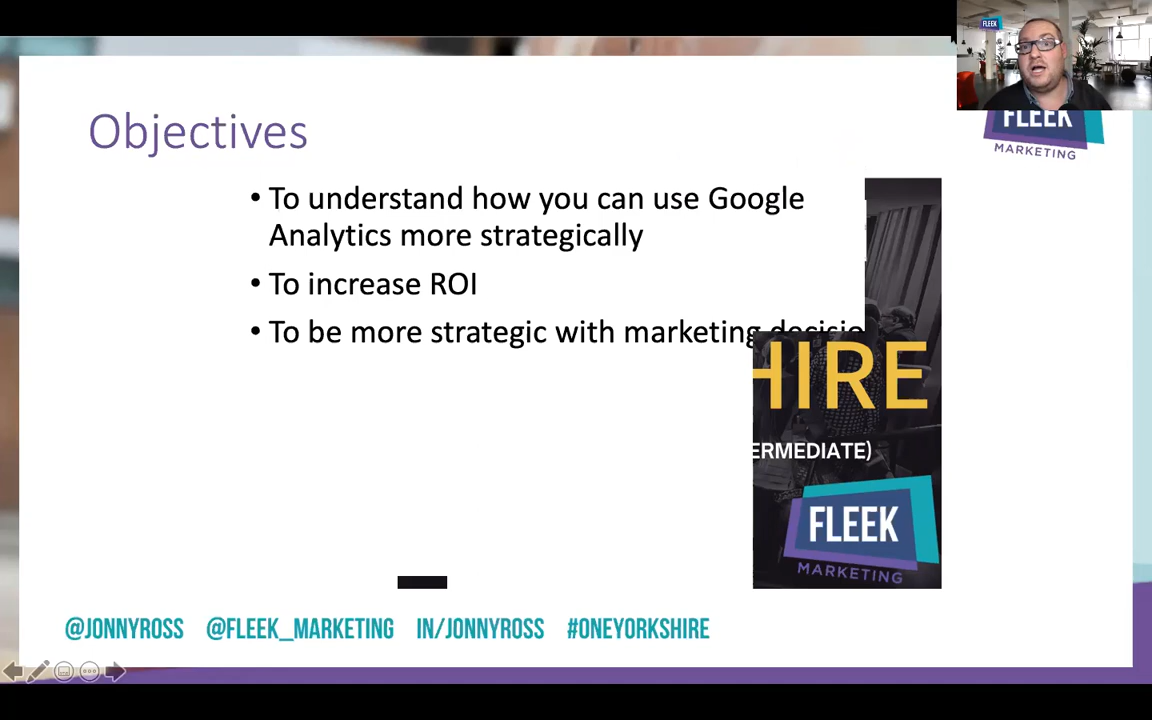 FLEEK
FLEEK
MARKETING
Objectives
• To understand how you can use Google
Analytics more strategically
• To increase ROI
• To be more strategic with marketing
HIRE
ERMEDIATE)
FLEEK
MARKETING
@JONNYROSS @FLEEK_MARKETING IN/JONNYROSS #ONEYORKSHIRE